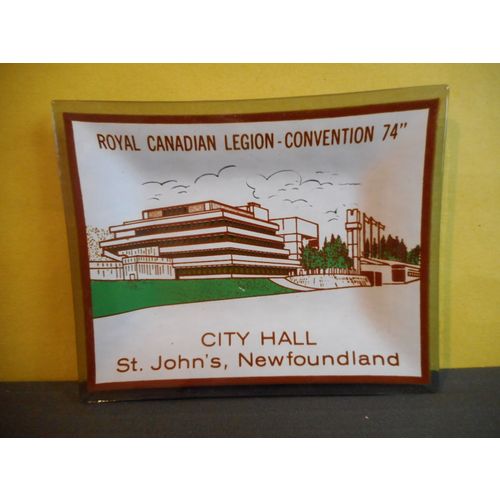 ROYAL CANADIAN LEGION - CONVENTION 74"
CITY HALL
St. John's, Newfoundland